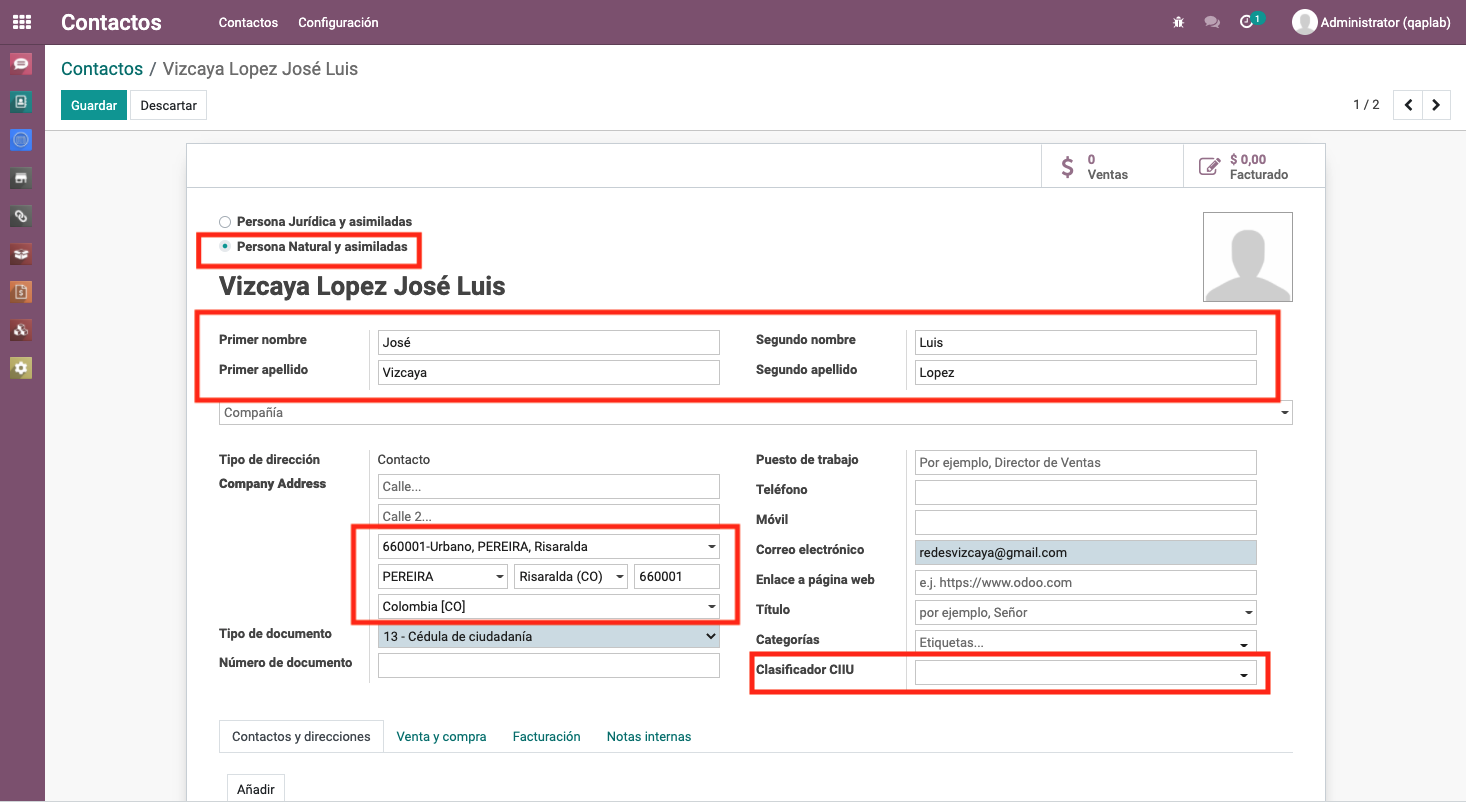 Contactos Contactos Configuración 1 Administrator (qaplab)
Contactos / Vizcaya Lopez José Luis
Guardar Descartar 1 / 2
0
Ventas
$ 0,00
Facturado
Persona Jurídica y asimiladas
Persona Natural y asimiladas
Vizcaya Lopez José Luis
Primer nombre José Segundo nombre Luis
Primer apellido Vizcaya Segundo apellido Lopez
Compañía
Tipo de dirección Contacto
Company Address Calle...
Calle 2...
660001-Urbano, PEREIRA, Risaralda
PEREIRA Risaralda (CO) 660001
Colombia [CO]
Tipo de documento 13 - Cédula de ciudadanía
Número de documento
Puesto de trabajo Por ejemplo, Director de Ventas
Teléfono
Móvil
Correo electrónico redesvizcaya@gmail.com
Enlace a página web e.j. https://www.odoo.com
Título por ejemplo, Señor
Categorías Etiquetas...
Clasificador CIIU
Contactos y direcciones Venta y compra Facturación Notas internas
Añadir